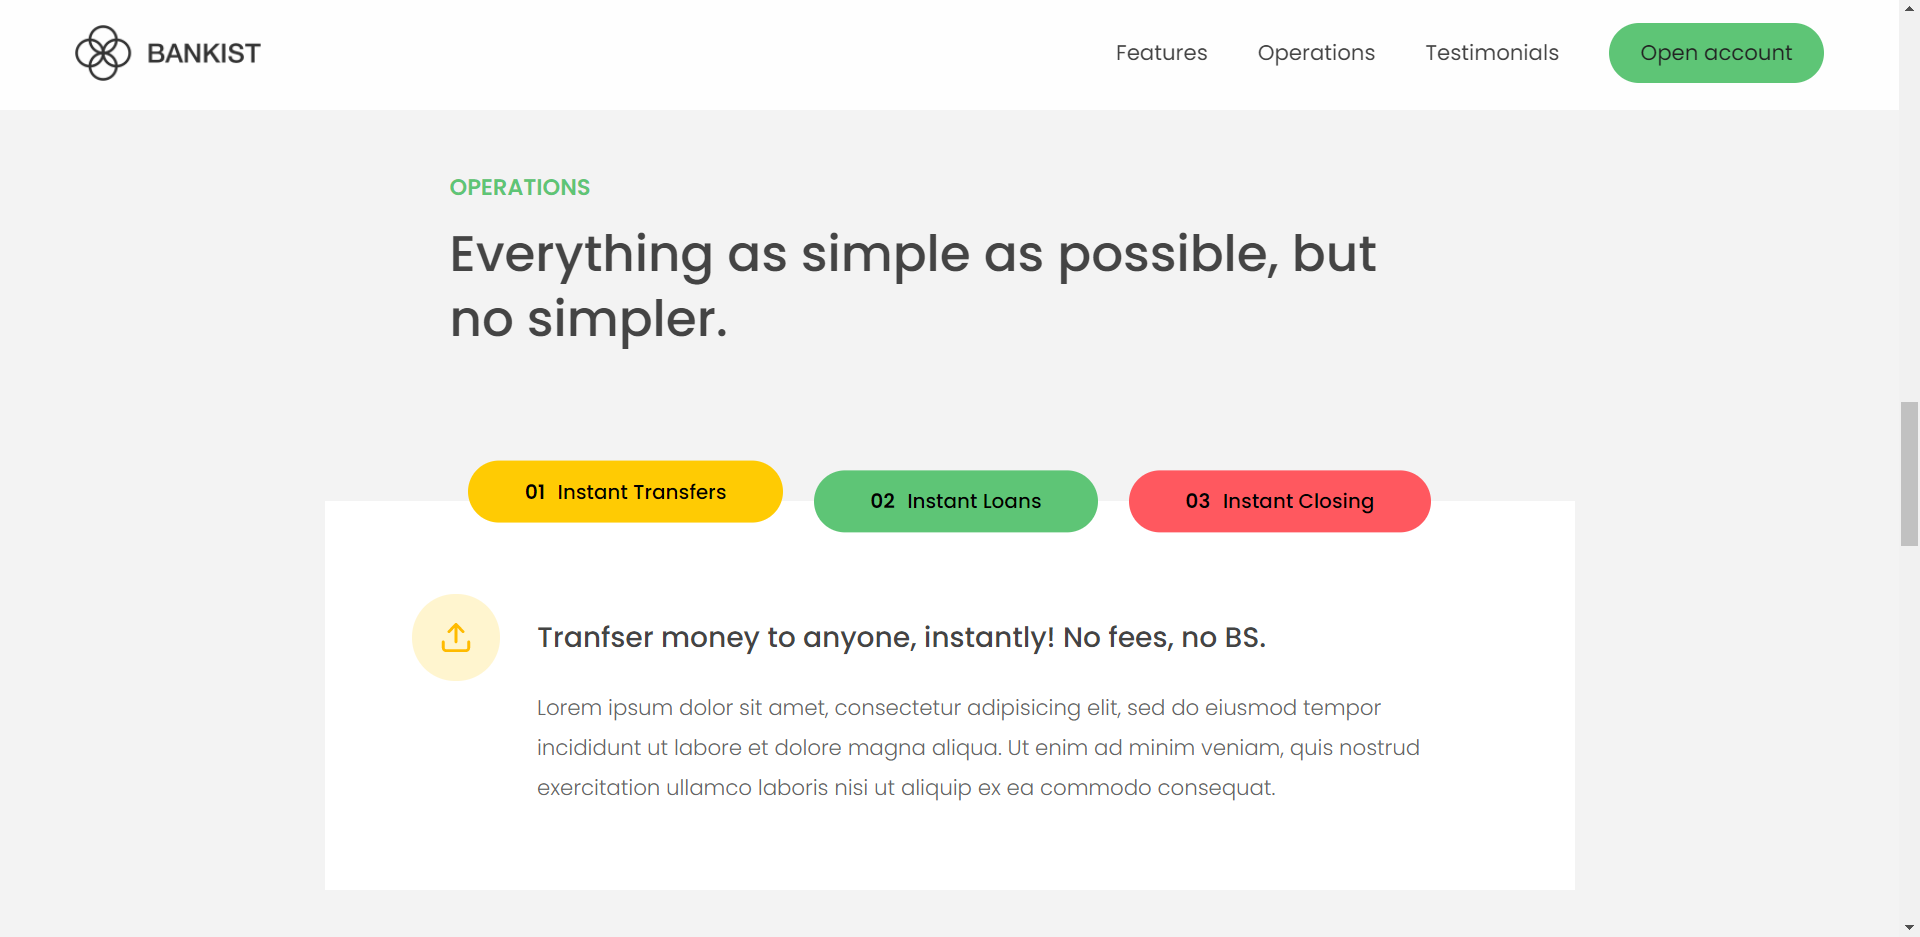 BANKIST
Features
Operations
Testimonials
Open account
OPERATIONS
Everything as simple as possible, but
no simpler.
01 Instant Transfers
02 Instant Loans
03 Instant Closing
Tranfser money to anyone, instantly! No fees, no BS.
Lorem ipsum dolor sit amet, consectetur adipisicing elit, sed do eiusmod tempor
incididunt ut labore et dolore magna aliqua. Ut enim ad minim veniam, quis nostrud
exercitation ullamco laboris nisi ut aliquip ex ea commodo consequat.